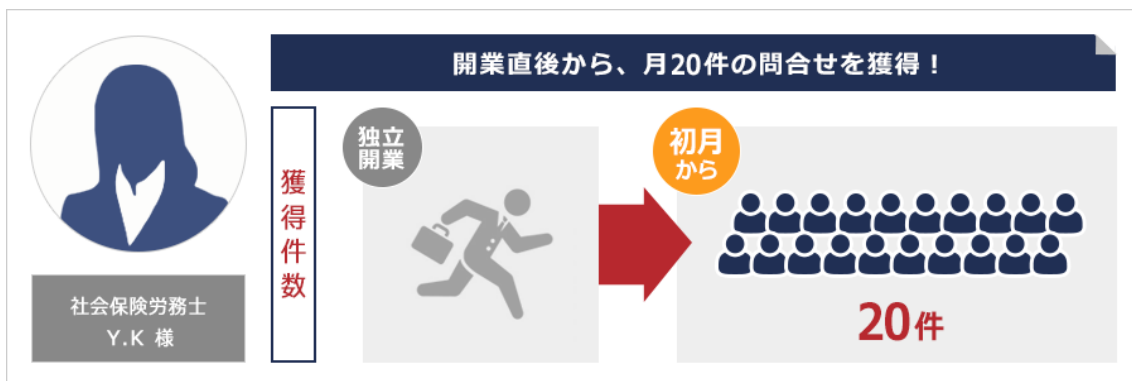 開業直後から、月20件の問合せを獲得！
獲得件数
独立
開業
初月
から
20件
社会保険労務士
Y.K 様